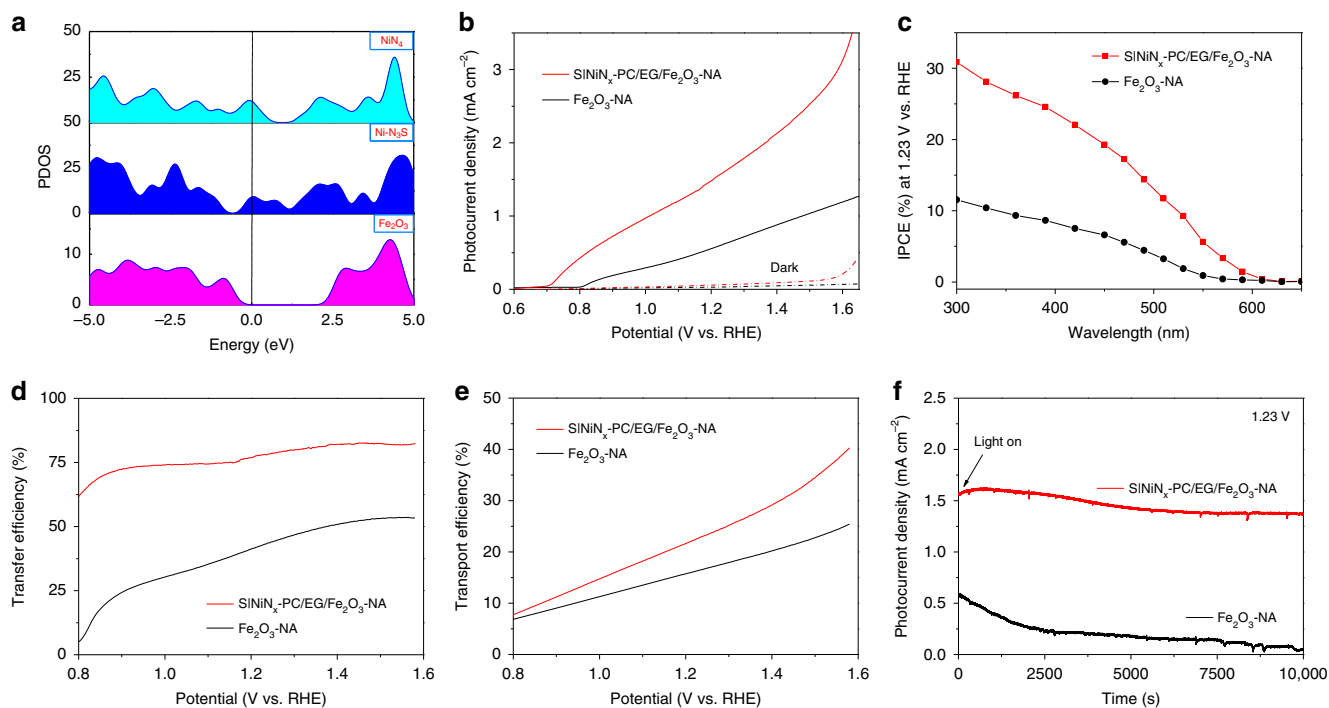 a
PDOS
50
25
50
25
0
10
0
NiN₄
Ni-N₃S
Fe₂O₃
−5.0 −2.5 0.0 2.5 5.0
Energy (eV)
b
Photocurrent density (mA cm⁻²)
3
2
1
0
S|NiNₓ-PC/EG/Fe₂O₃-NA
Fe₂O₃-NA
Dark
0.6 0.8 1.0 1.2 1.4 1.6
Potential (V vs. RHE)
c
IPCE (%) at 1.23 V vs. RHE
30
20
10
0
S|NiNₓ-PC/EG/Fe₂O₃-NA
Fe₂O₃-NA
300 400 500 600
Wavelength (nm)
d
Transfer efficiency (%)
100
75
50
25
0
S|NiNₓ-PC/EG/Fe₂O₃-NA
Fe₂O₃-NA
0.8 1.0 1.2 1.4 1.6
Potential (V vs. RHE)
e
Transport efficiency (%)
50
40
30
20
10
0
S|NiNₓ-PC/EG/Fe₂O₃-NA
Fe₂O₃-NA
0.8 1.0 1.2 1.4 1.6
Potential (V vs. RHE)
f
Photocurrent density (mA cm⁻²)
2.5
2.0
1.5
1.0
0.5
0.0
1.23 V
Light on
S|NiNₓ-PC/EG/Fe₂O₃-NA
Fe₂O₃-NA
0 2500 5000 7500 10,000
Time (s)